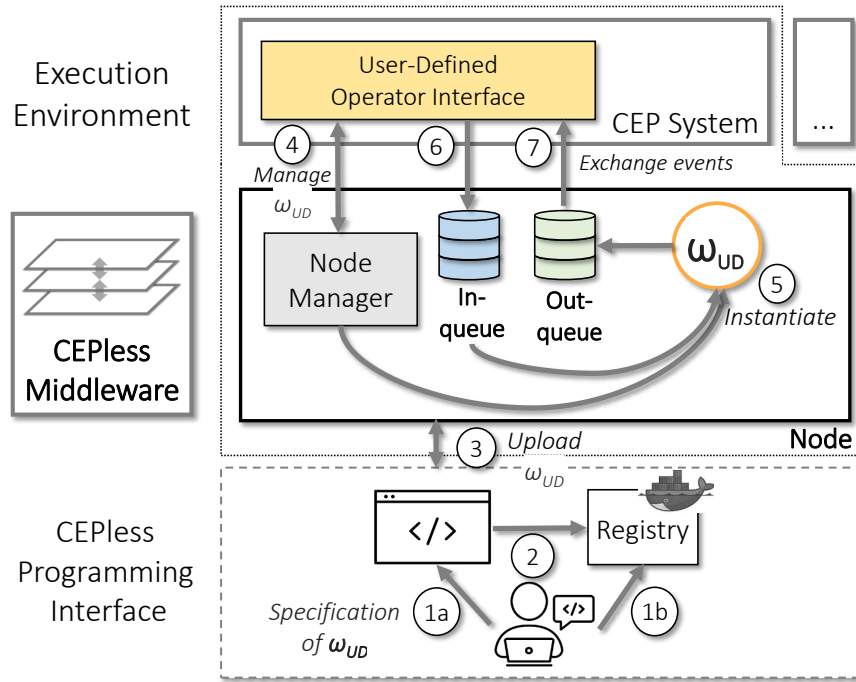 Execution
Environment
User-Defined
Operator Interface
CEP System
...
4
6
7
Manage
ω_UD
Exchange events
Node
Manager
In-
queue
Out-
queue
ω_UD
5
Instantiate
CEPless
Middleware
Node
3
Upload
ω_UD
CEPless
Programming
Interface
</>
Registry
2
1a
</>
1b
Specification
of ω_UD